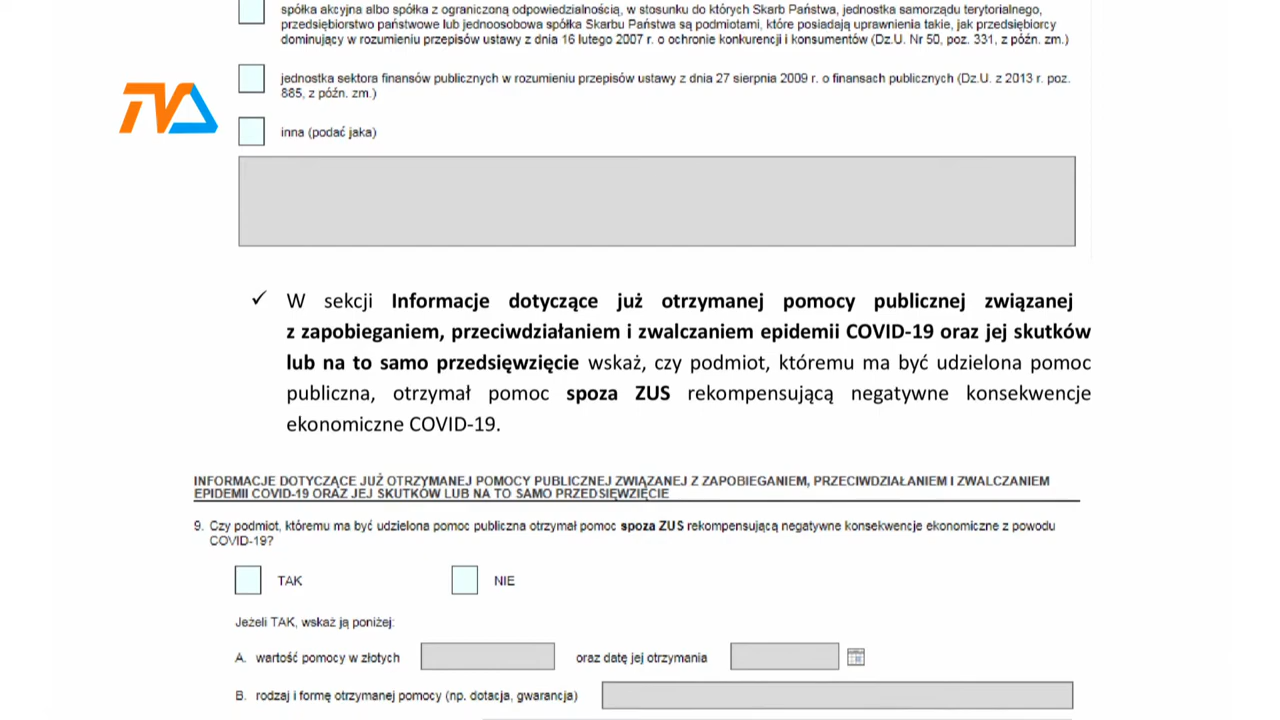 spółka akcyjna albo spółka z ograniczoną odpowiedzialnością, w stosunku do których Skarb Państwa, jednostka samorządu terytorialnego,
przedsiębiorstwo państwowe lub jednoosobowa spółka Skarbu Państwa są podmiotami, które posiadają uprawnienia takie, jak przedsiębiorcy
dominujący w rozumieniu przepisów ustawy z dnia 16 lutego 2007 r. o ochronie konkurencji i konsumentów (Dz.U. Nr 50, poz. 331, z późn. zm.)
jednostka sektora finansów publicznych w rozumieniu przepisów ustawy z dnia 27 sierpnia 2009 r. o finansach publicznych (Dz.U. z 2013 r. poz.
885, z późn. zm.)
TVA
inna (podać jaka)
✓ W sekcji Informacje dotyczące już otrzymanej pomocy publicznej związanej
z zapobieganiem, przeciwdziałaniem i zwalczaniem epidemii COVID-19 oraz jej skutków
lub na to samo przedsięwzięcie wskaż, czy podmiot, któremu ma być udzielona pomoc
publiczna, otrzymał pomoc spoza ZUS rekompensującą negatywne konsekwencje
ekonomiczne COVID-19.
INFORMACJE DOTYCZĄCE JUŻ OTRZYMANEJ POMOCY PUBLICZNEJ ZWIĄZANEJ Z ZAPOBIEGANIEM, PRZECIWDZIAŁANIEM I ZWALCZANIEM
EPIDEMII COVID-19 ORAZ JEJ SKUTKÓW LUB NA TO SAMO PRZEDSIĘWZIĘCIE
9. Czy podmiot, któremu ma być udzielona pomoc publiczna otrzymał pomoc spoza ZUS rekompensującą negatywne konsekwencje ekonomiczne z powodu
COVID-19?
TAK NIE
Jeżeli TAK, wskaż ją poniżej:
A. wartość pomocy w złotych oraz datę jej otrzymania
B. rodzaj i formę otrzymanej pomocy (np. dotacja, gwarancja)